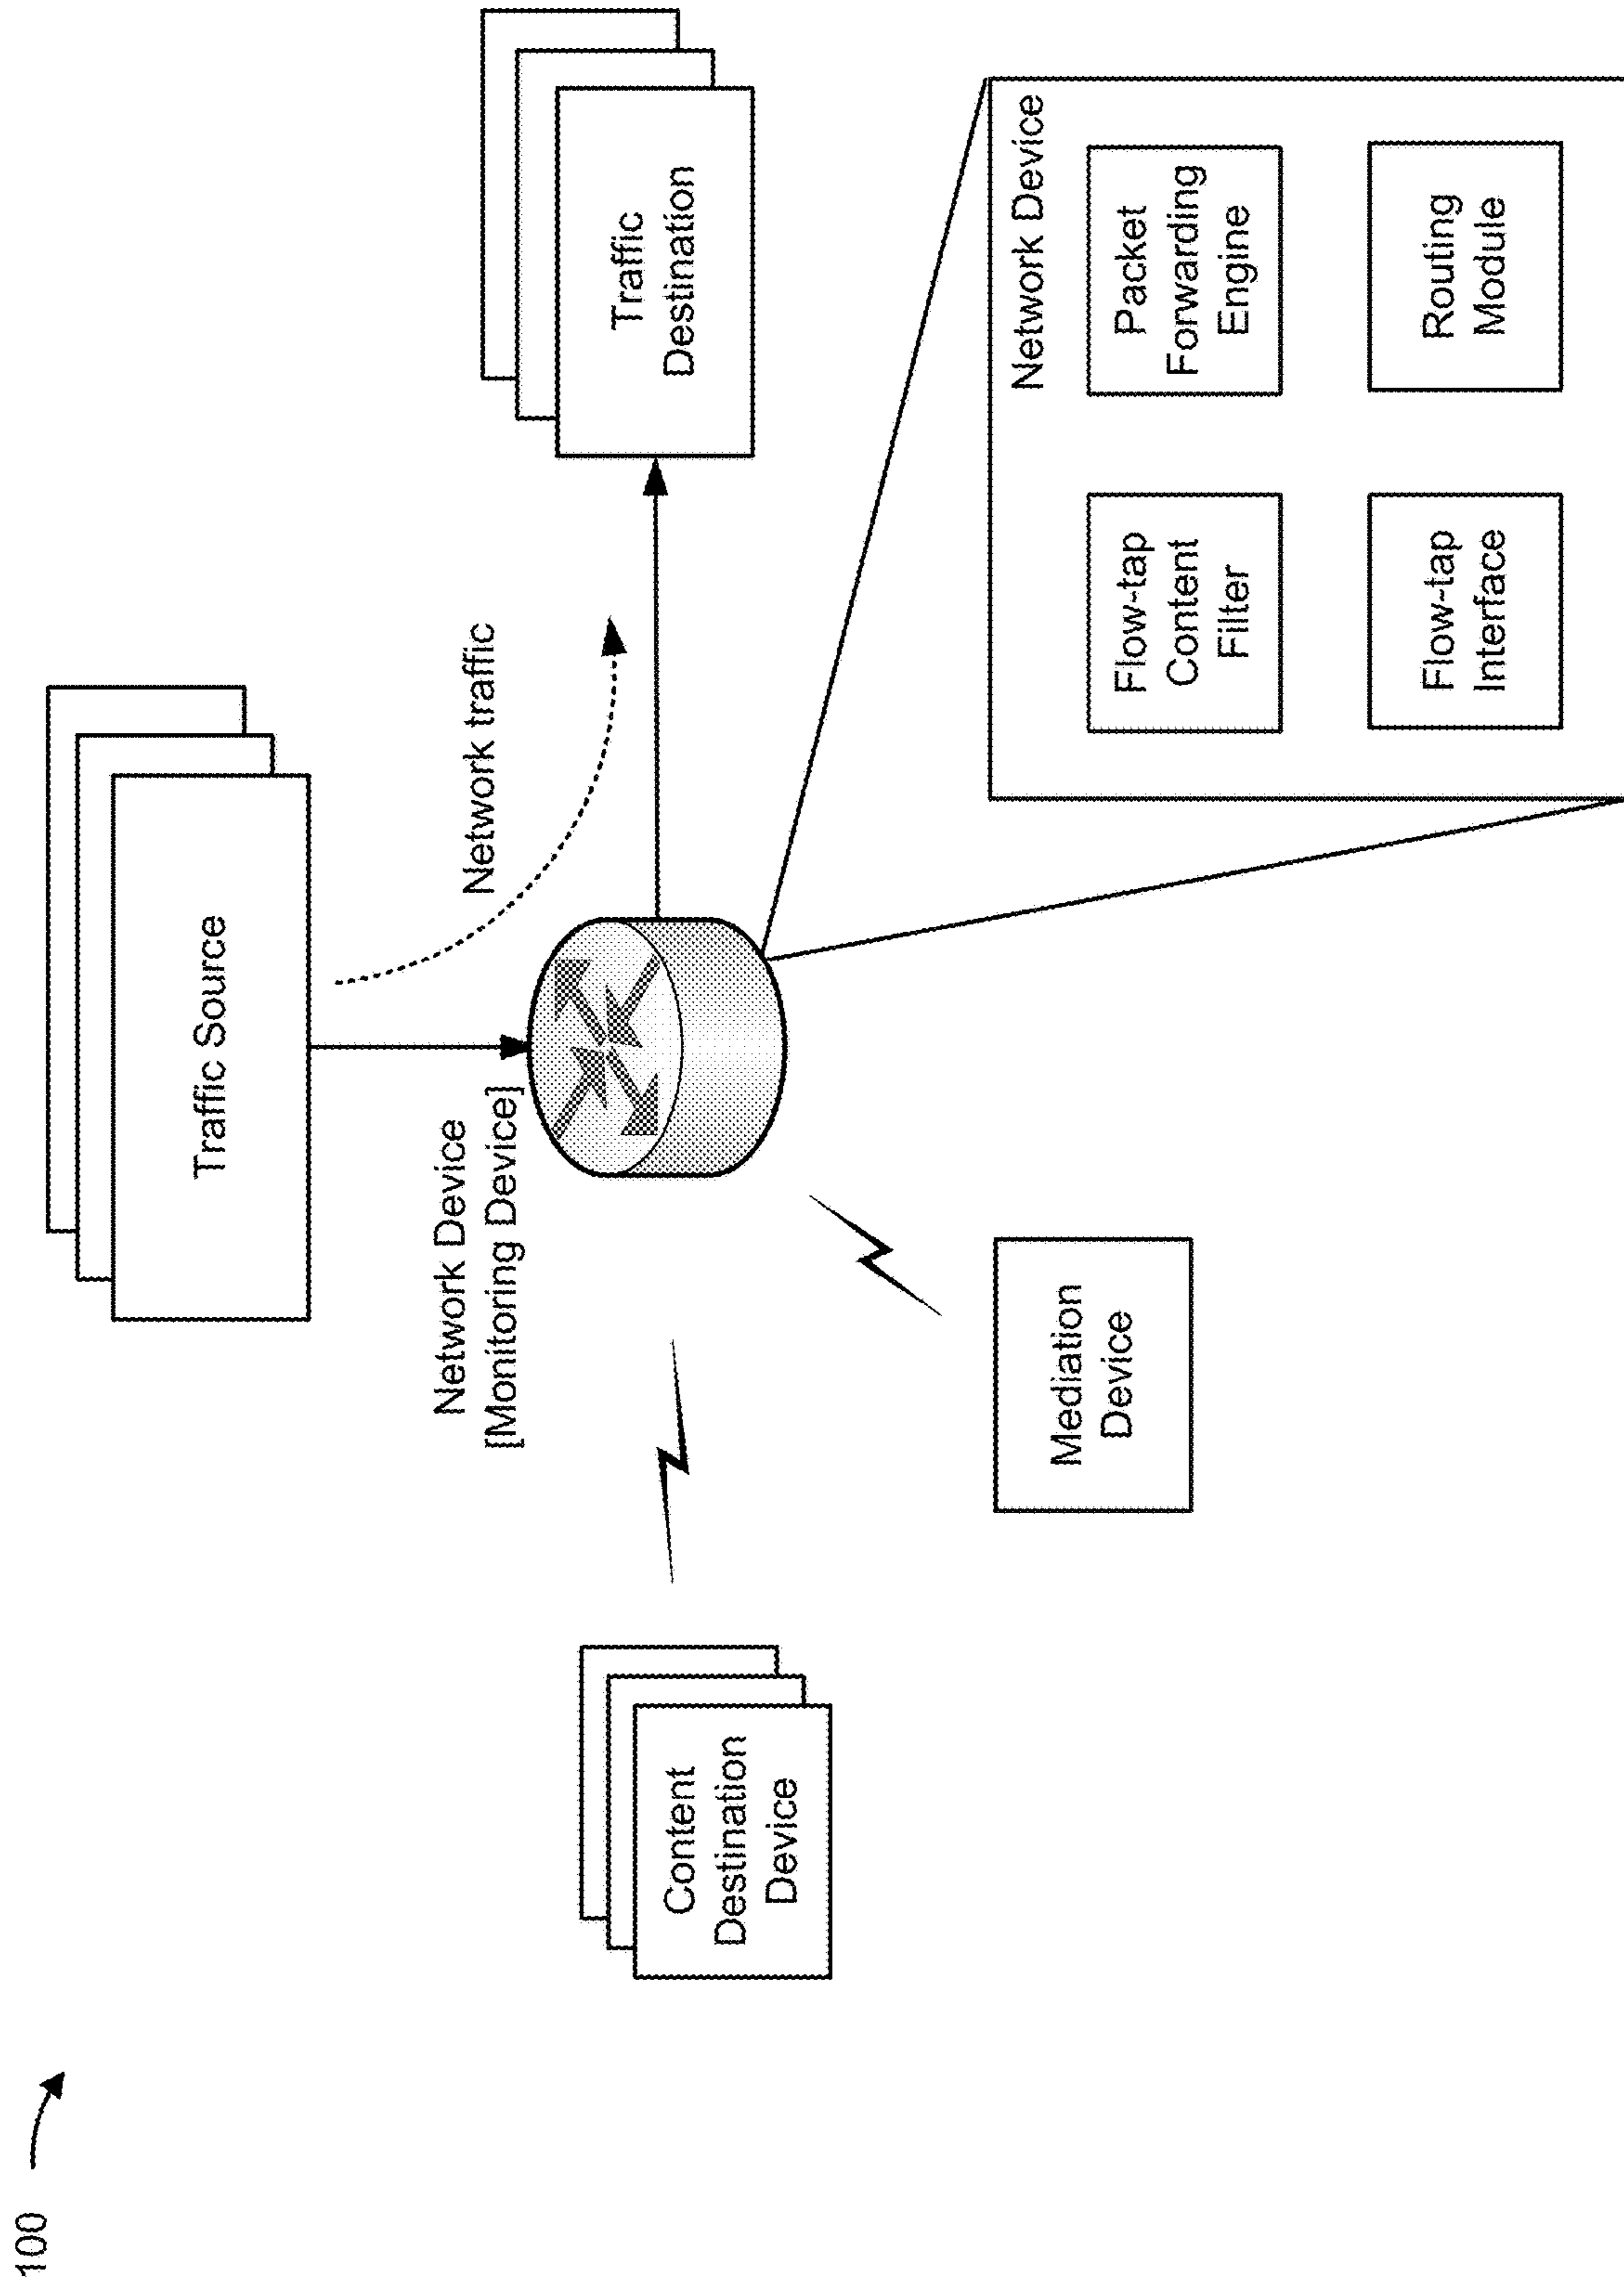 100
Traffic Source
Network Device
[Monitoring Device]
Network traffic
Traffic
Destination
Content
Destination
Device
Mediation
Device
Network Device
Flow-tap
Content
Filter
Packet
Forwarding
Engine
Flow-tap
Interface
Routing
Module